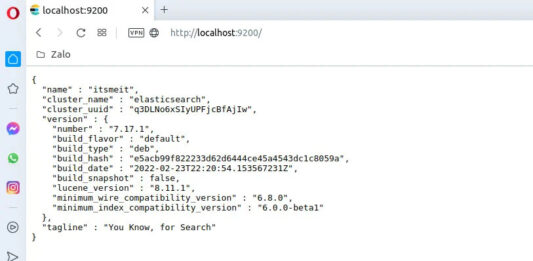 localhost:9200
VPN
http://localhost:9200/
Zalo
{
"name" : "itsmeit",
"cluster_name" : "elasticsearch",
"cluster_uuid" : "q3DLNo6xSIyUPFjcBfAjIw",
"version" : {
"number" : "7.17.1",
"build_flavor" : "default",
"build_type" : "deb",
"build_hash" : "e5acb99f822233d62d6444ce45a4543dc1c8059a",
"build_date" : "2022-02-23T22:20:54.153567231Z",
"build_snapshot" : false,
"lucene_version" : "8.11.1",
"minimum_wire_compatibility_version" : "6.8.0",
"minimum_index_compatibility_version" : "6.0.0-beta1"
},
"tagline" : "You Know, for Search"
}